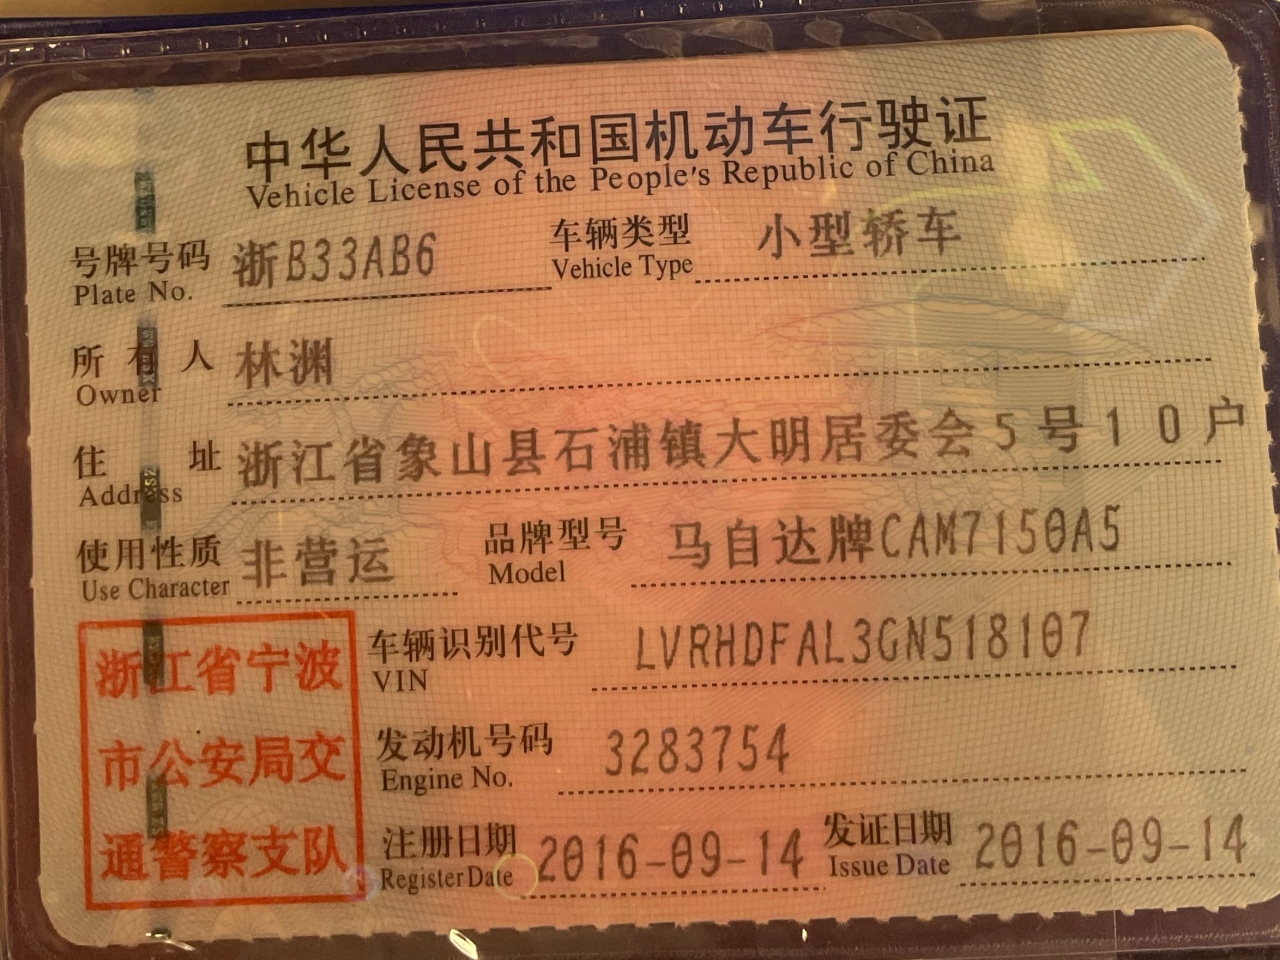 中华人民共和国机动车行驶证
Vehicle License of the People's Republic of China
号牌号码 浙B33AB6 车辆类型 小型轿车
Plate No. Vehicle Type
所有人 林渊
Owner
住址 浙江省象山县石浦镇大明居委会5号10户
Address
使用性质 非营运 品牌型号 马自达牌CAM7150A5
Use Character Model
车辆识别代号 LVRHDFAL3GN518107
VIN
发动机号码 3283754
Engine No.
注册日期 2016-09-14 发证日期 2016-09-14
Register Date Issue Date
浙江省宁波
市公安局交
通警察支队